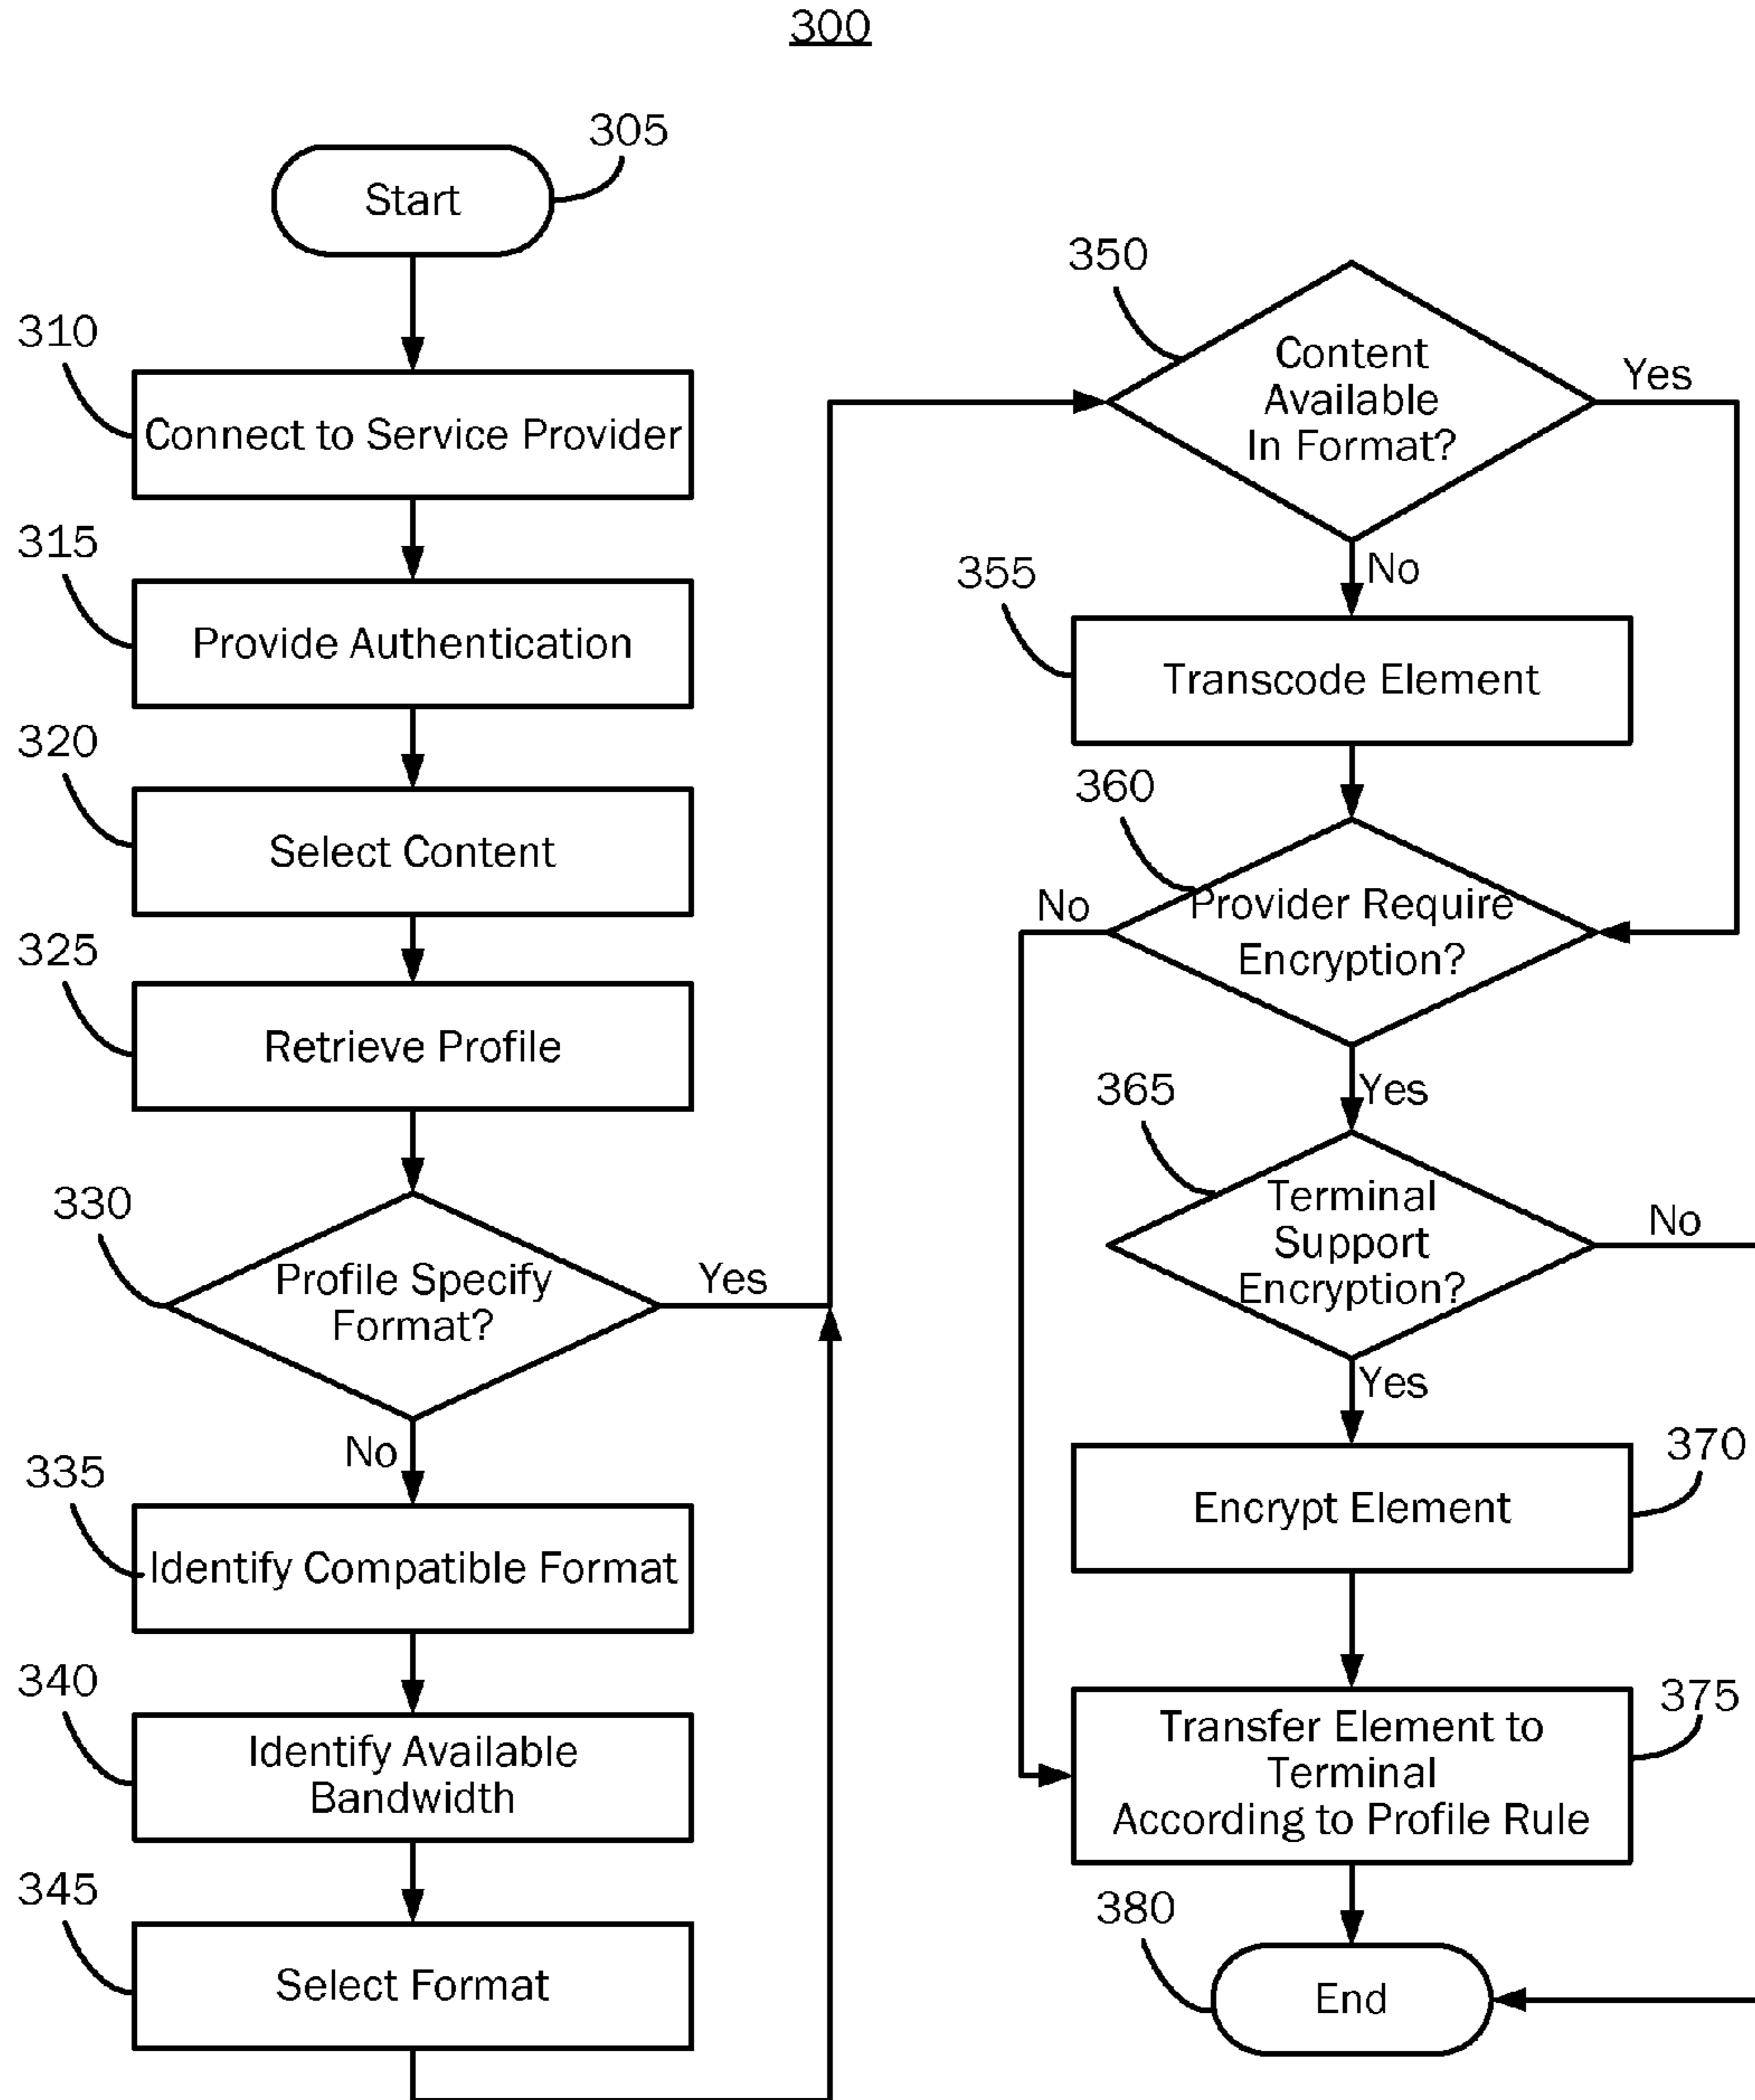 300
305
Start
310
Connect to Service Provider
315
Provide Authentication
320
Select Content
325
Retrieve Profile
330
Profile Specify
Format?
Yes
No
335
Identify Compatible Format
340
Identify Available
Bandwidth
345
Select Format
350
Content
Available
In Format?
Yes
No
355
Transcode Element
360
Provider Require
Encryption?
No
Yes
365
Terminal
Support
Encryption?
No
Yes
370
Encrypt Element
375
Transfer Element to
Terminal
According to Profile Rule
380
End